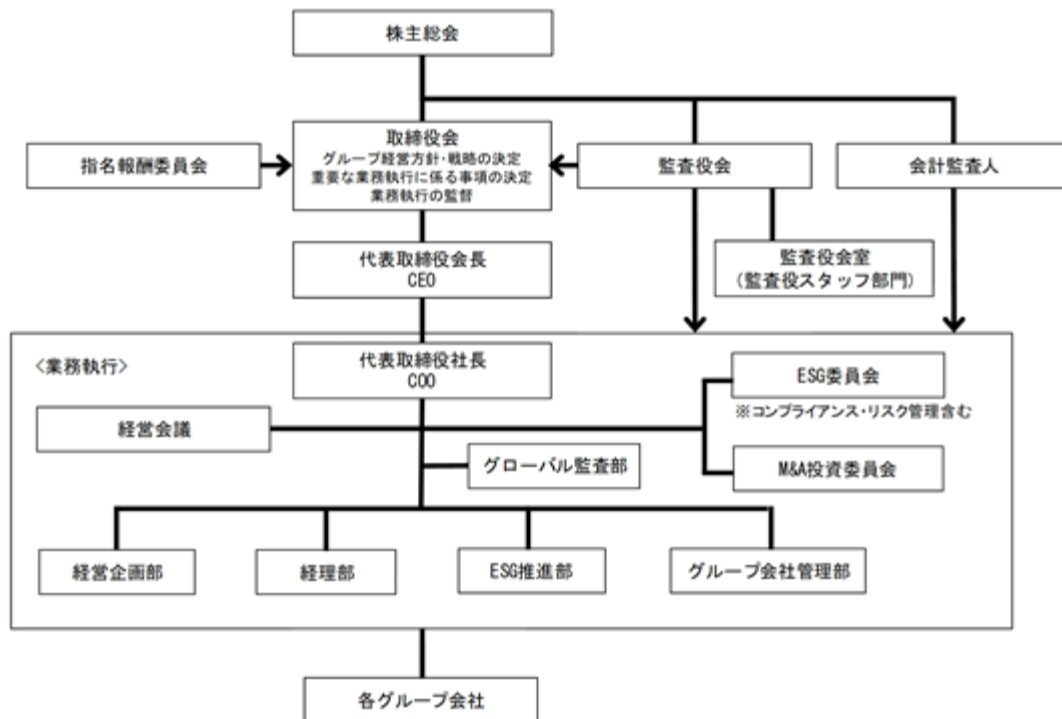 株主総会
取締役会
グループ経営方針・戦略の決定
重要な業務執行に係る事項の決定
業務執行の監督
指名報酬委員会
監査役会
会計監査人
監査役会室
(監査役スタッフ部門)
代表取締役会長
CEO
<業務執行>
代表取締役社長
COO
ESG委員会
※コンプライアンス・リスク管理含む
経営会議
グローバル監査部
M&A投資委員会
経営企画部
経理部
ESG推進部
グループ会社管理部
各グループ会社